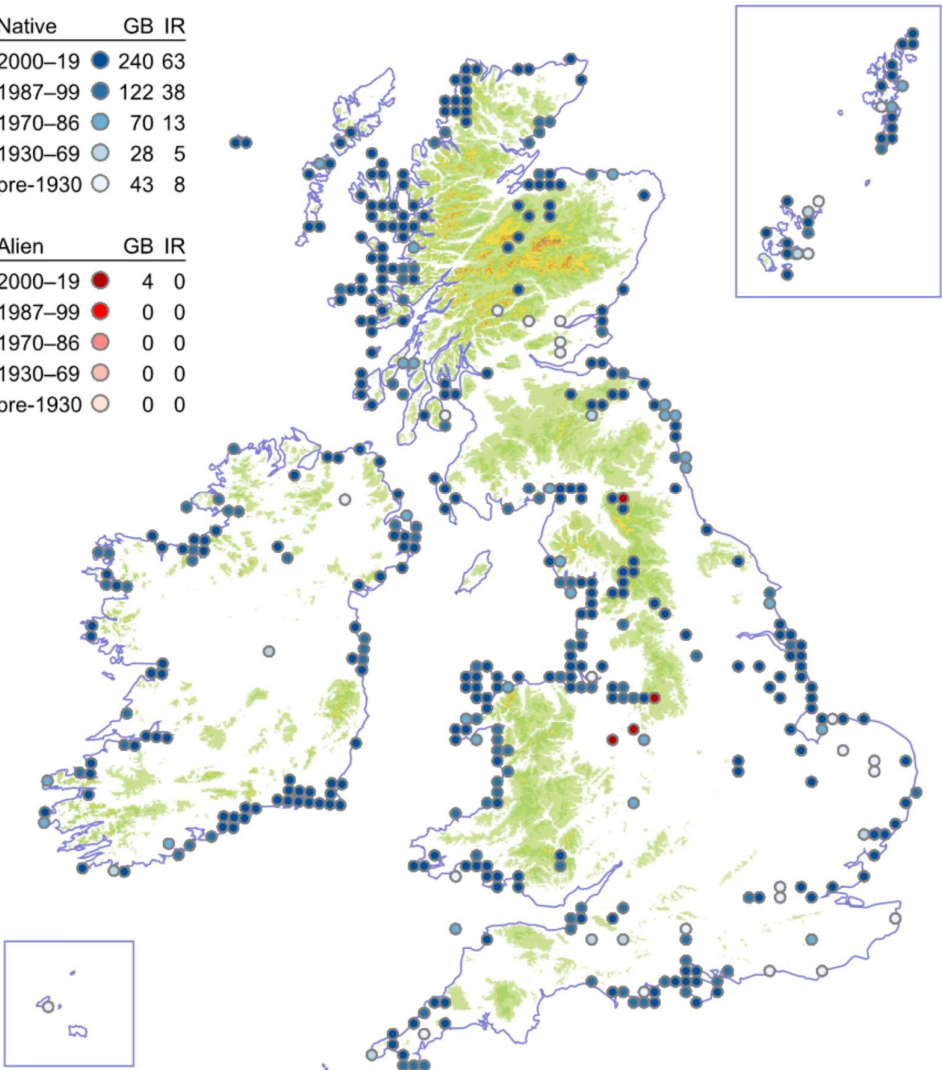 Native GB IR
2000–19 240 63
1987–99 122 38
1970–86 70 13
1930–69 28 5
pre-1930 43 8
Alien GB IR
2000–19 4 0
1987–99 0 0
1970–86 0 0
1930–69 0 0
pre-1930 0 0